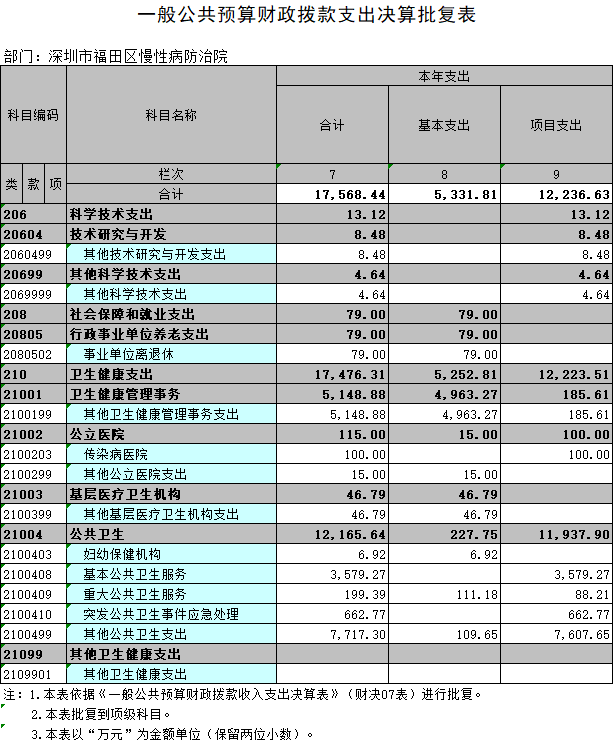 一般公共预算财政拨款支出决算批复表
部门：深圳市福田区慢性病防治院
科目编码 科目名称 本年支出
合计 基本支出 项目支出
类 款 项 栏次 7 8 9
合计 17,568.44 5,331.81 12,236.63
206 科学技术支出 13.12 13.12
20604 技术研究与开发 8.48 8.48
2060499 其他技术研究与开发支出 8.48 8.48
20699 其他科学技术支出 4.64 4.64
2069999 其他科学技术支出 4.64 4.64
208 社会保障和就业支出 79.00 79.00
20805 行政事业单位养老支出 79.00 79.00
2080502 事业单位离退休 79.00 79.00
210 卫生健康支出 17,476.31 5,252.81 12,223.51
21001 卫生健康管理事务 5,148.88 4,963.27 185.61
2100199 其他卫生健康管理事务支出 5,148.88 4,963.27 185.61
21002 公立医院 115.00 15.00 100.00
2100203 传染病医院 100.00 100.00
2100299 其他公立医院支出 15.00 15.00
21003 基层医疗卫生机构 46.79 46.79
2100399 其他基层医疗卫生机构支出 46.79 46.79
21004 公共卫生 12,165.64 227.75 11,937.90
2100403 妇幼保健机构 6.92 6.92
2100408 基本公共卫生服务 3,579.27 3,579.27
2100409 重大公共卫生服务 199.39 111.18 88.21
2100410 突发公共卫生事件应急处理 662.77 662.77
2100499 其他公共卫生支出 7,717.30 109.65 7,607.65
21099 其他卫生健康支出
2109901 其他卫生健康支出
注：1.本表依据《一般公共预算财政拨款收入支出决算表》（财决07表）进行批复。
2.本表批复到项级科目。
3.本表以“万元”为金额单位（保留两位小数）。